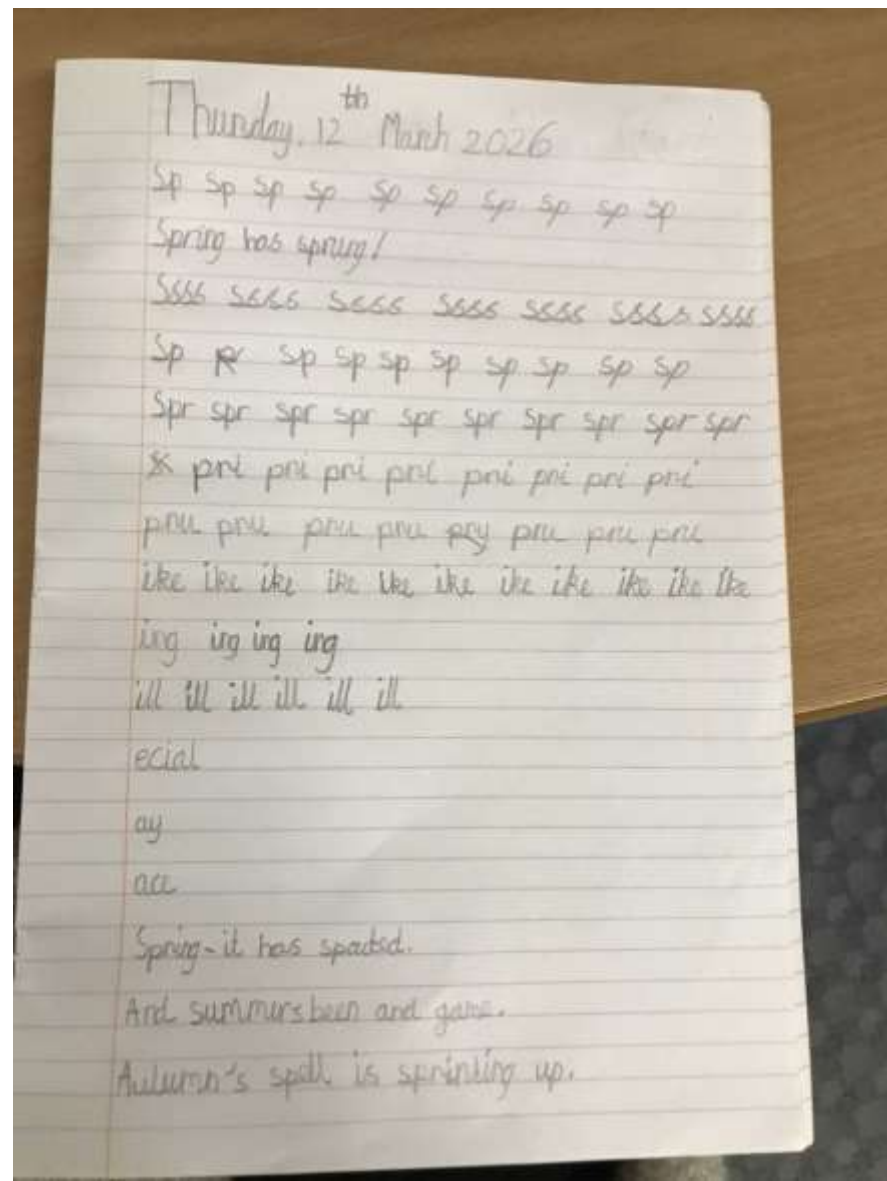 Thursday. 12th March 2026
Sp Sp Sp Sp Sp Sp Sp Sp Sp Sp
Spring has sprung!
Ssss Ssss Ssss Ssss Ssss Ssss Ssss
Sp Sp Sp Sp Sp Sp Sp Sp Sp
Spr spr spr spr spr spr spr spr spr spr
pri pri pri pri pri pri pri pri
pru pru pru pru pry pru pru pru
ike ike ike ike ike ike ike ike ike ike ike
ing ing ing ing
ill ill ill ill ill ill
ecial
ay
ace
Spring-it has
And summers been and gone.
Autumn's spell is sprinting up.